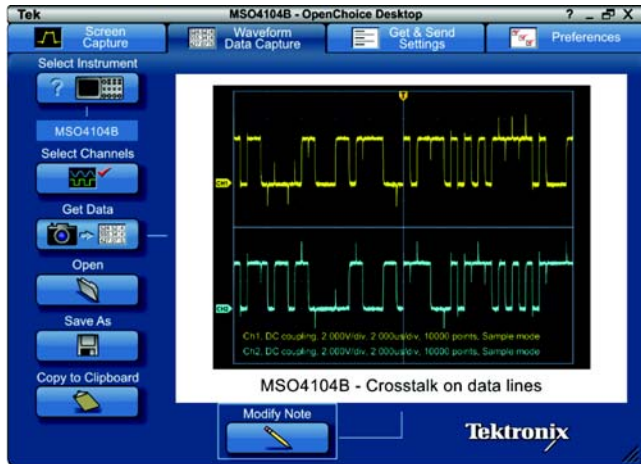 Tek
MSO4104B - OpenChoice Desktop
? _ X
Screen Capture
Waveform Data Capture
Get & Send Settings
Preferences
Select Instrument
?
MSO4104B
Select Channels
Get Data
Open
Save As
Copy to Clipboard
T
CH1
CH2
Ch1, DC coupling, 2.000V/div, 2.000us/div, 10000 points, Sample mode
Ch2, DC coupling, 2.000V/div, 2.000us/div, 10000 points, Sample mode
MSO4104B - Crosstalk on data lines
Modify Note
Tektronix